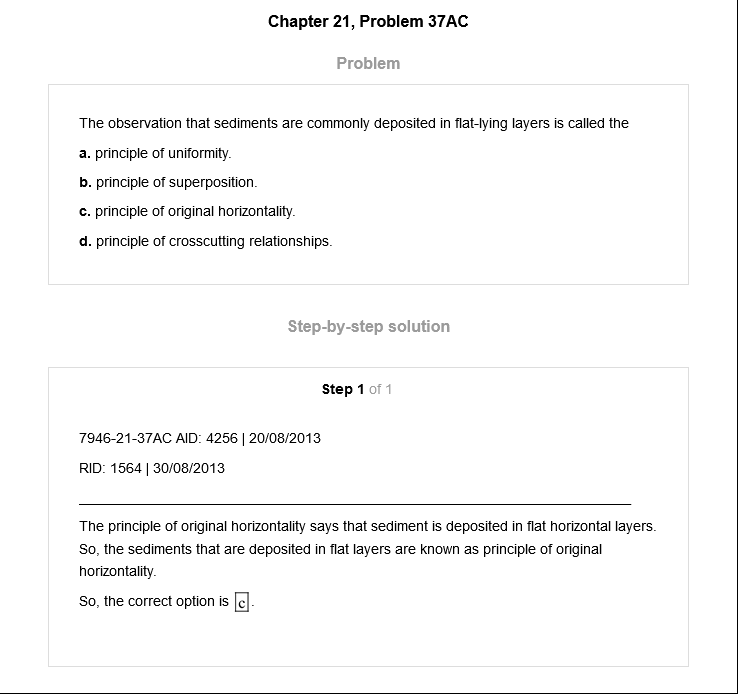 Chapter 21, Problem 37AC
Problem
The observation that sediments are commonly deposited in flat-lying layers is called the
a. principle of uniformity.
b. principle of superposition.
c. principle of original horizontality.
d. principle of crosscutting relationships.
Step-by-step solution
Step 1 of 1
7946-21-37AC AID: 4256 | 20/08/2013
RID: 1564 | 30/08/2013
The principle of original horizontality says that sediment is deposited in flat horizontal layers.
So, the sediments that are deposited in flat layers are known as principle of original
horizontality.
So, the correct option is c.